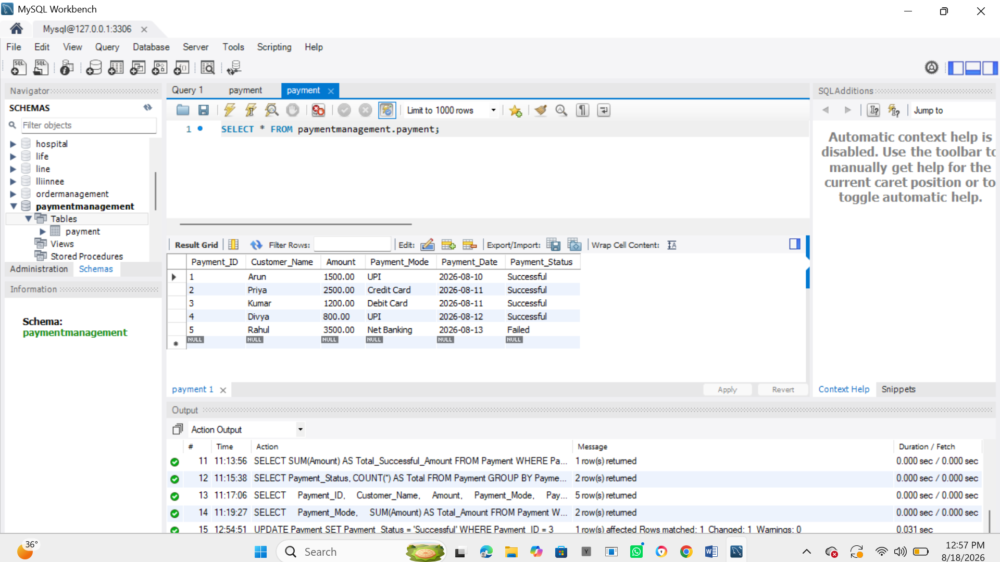 MySQL Workbench
Mysql@127.0.0.1:3306
File Edit View Query Database Server Tools Scripting Help
Navigator
SCHEMAS
Filter objects
hospital
life
line
lliinnee
ordermanagement
paymentmanagement
Tables
payment
Views
Stored Procedures
Administration Schemas
Information
Schema:
paymentmanagement
Query 1 payment payment
Limit to 1000 rows
1 SELECT * FROM paymentmanagement.payment;
Result Grid Filter Rows: Edit: Export/Import: Wrap Cell Content:
Payment_ID Customer_Name Amount Payment_Mode Payment_Date Payment_Status
1 Arun 1500.00 UPI 2026-08-10 Successful
2 Priya 2500.00 Credit Card 2026-08-11 Successful
3 Kumar 1200.00 Debit Card 2026-08-11 Successful
4 Divya 800.00 UPI 2026-08-12 Successful
5 Rahul 3500.00 Net Banking 2026-08-13 Failed
NULL NULL NULL NULL NULL NULL
payment 1 Apply Revert
SQLAdditions
Jump to
Automatic context help is
disabled. Use the toolbar to
manually get help for the
current caret position or to
toggle automatic help.
Context Help Snippets
Output
Action Output
# Time Action Message Duration / Fetch
11 11:13:56 SELECT SUM(Amount) AS Total_Successful_Amount FROM Payment WHERE Pa... 1 row(s) returned 0.000 sec / 0.000 sec
12 11:15:38 SELECT Payment_Status, COUNT(*) AS Total FROM Payment GROUP BY Payme... 2 row(s) returned 0.000 sec / 0.000 sec
13 11:17:06 SELECT Payment_ID, Customer_Name, Amount, Payment_Mode, Pay... 5 row(s) returned 0.000 sec / 0.000 sec
14 11:19:27 SELECT Payment_Mode, SUM(Amount) AS Total_Amount FROM Payment W... 2 row(s) returned 0.000 sec / 0.000 sec
15 12:54:51 UPDATE Payment SET Payment_Status = 'Successful' WHERE Payment_ID = 3 1 row(s) affected Rows matched: 1 Changed: 1 Warnings: 0 0.031 sec
36°
Search
12:57 PM
8/18/2026